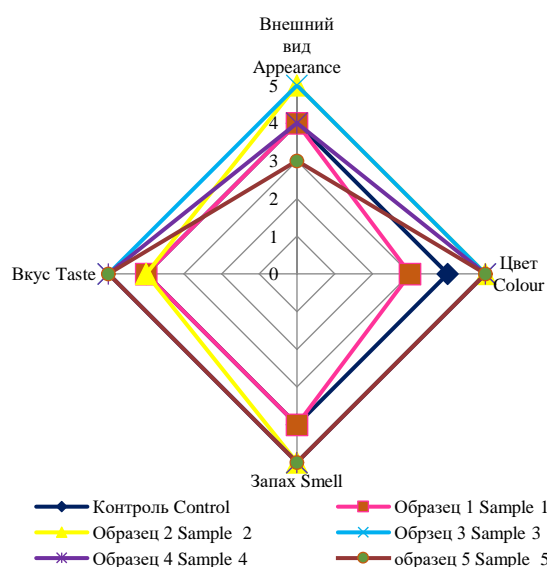 Внешний
вид
Appearance
5
4
3
2
1
0
Вкус Taste
Цвет
Colour
Запах Smell
Контроль Control
Образец 1 Sample 1
Образец 2 Sample 2
Обрзец 3 Sample 3
Образец 4 Sample 4
образец 5 Sample 5